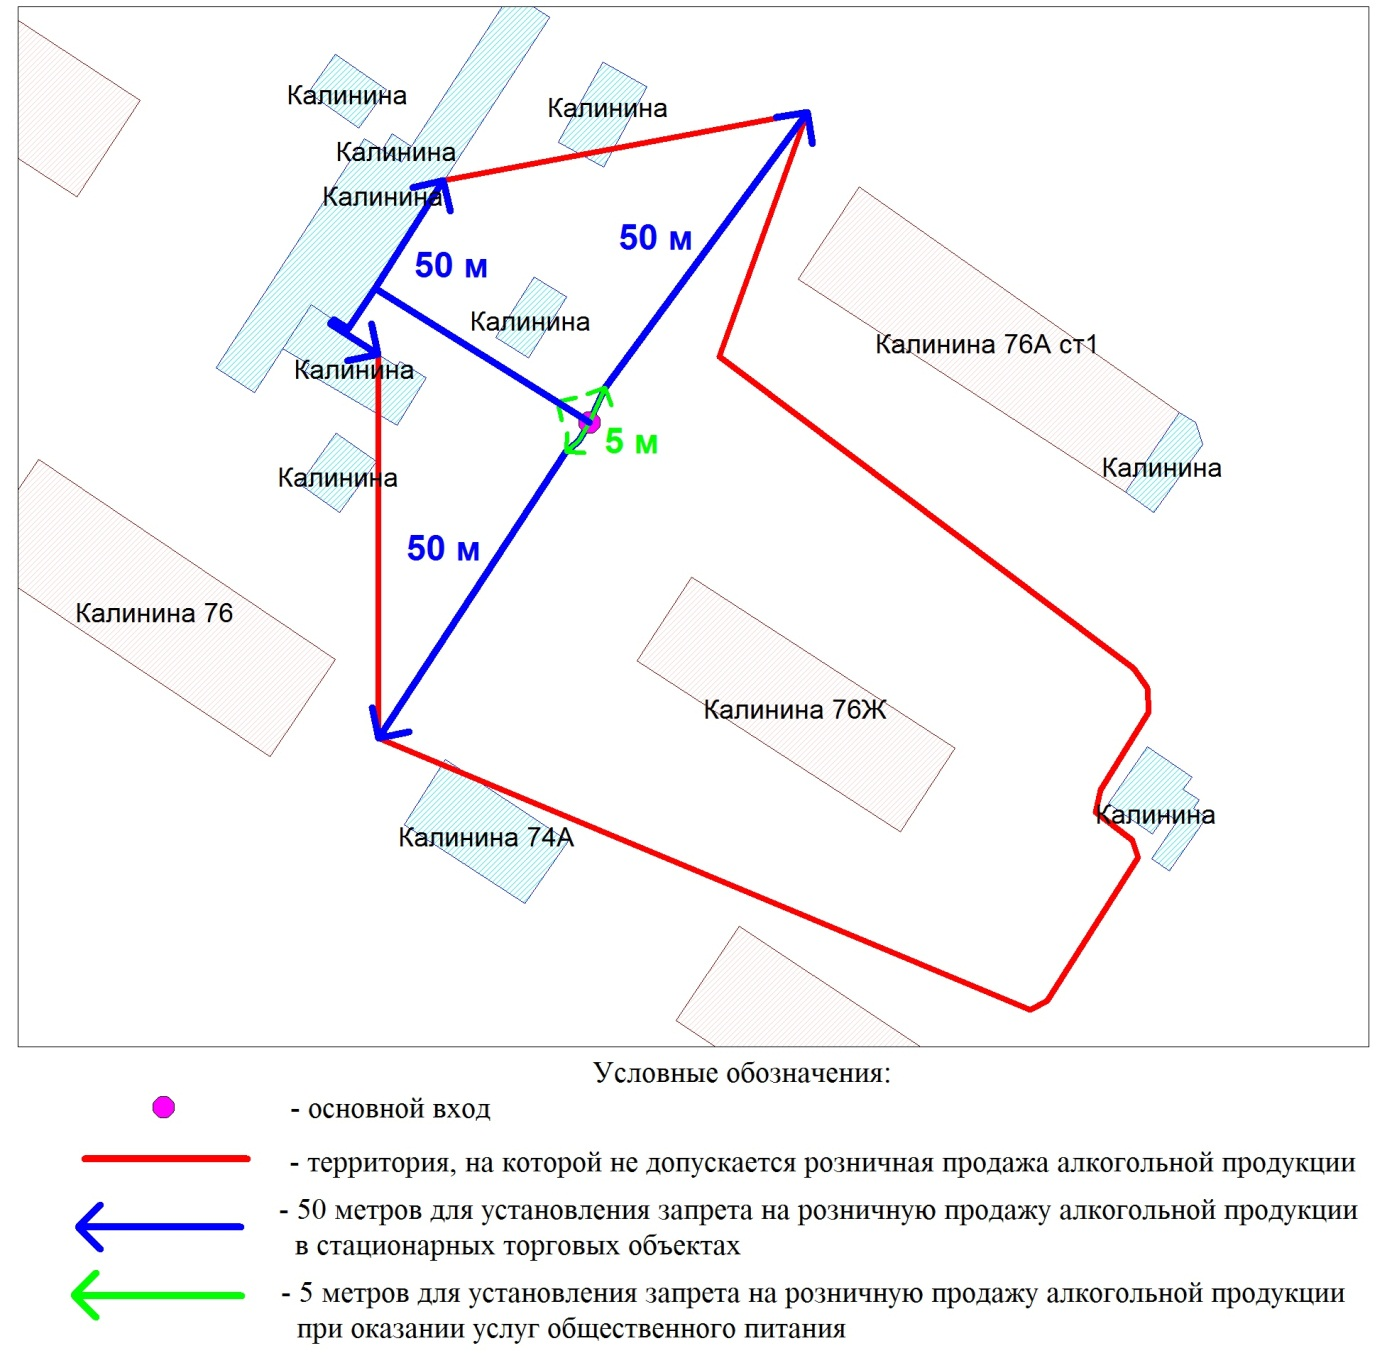 Калинина
Калинина
Калинина
Калинина
50 м
50 м
Калинина
Калинина 76А ст1
Калинина
5 м
Калинина
Калинина
50 м
Калинина 76
Калинина 76Ж
Калинина
Калинина 74А
Условные обозначения:
- основной вход
- территория, на которой не допускается розничная продажа алкогольной продукции
- 50 метров для установления запрета на розничную продажу алкогольной продукции
в стационарных торговых объектах
- 5 метров для установления запрета на розничную продажу алкогольной продукции
при оказании услуг общественного питания